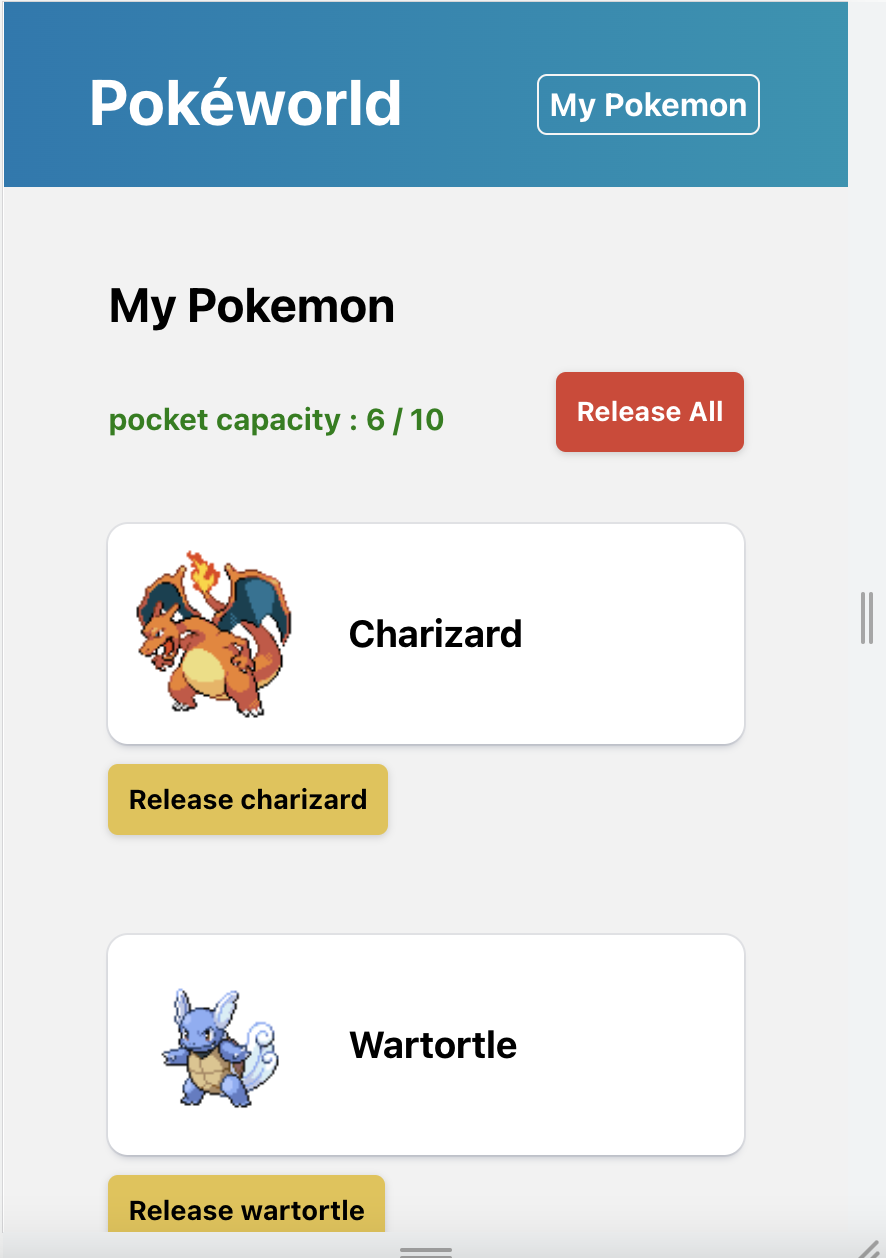 Pokéworld
My Pokemon
My Pokemon
pocket capacity : 6 / 10
Release All
Charizard
Release charizard
Wartortle
Release wartortle